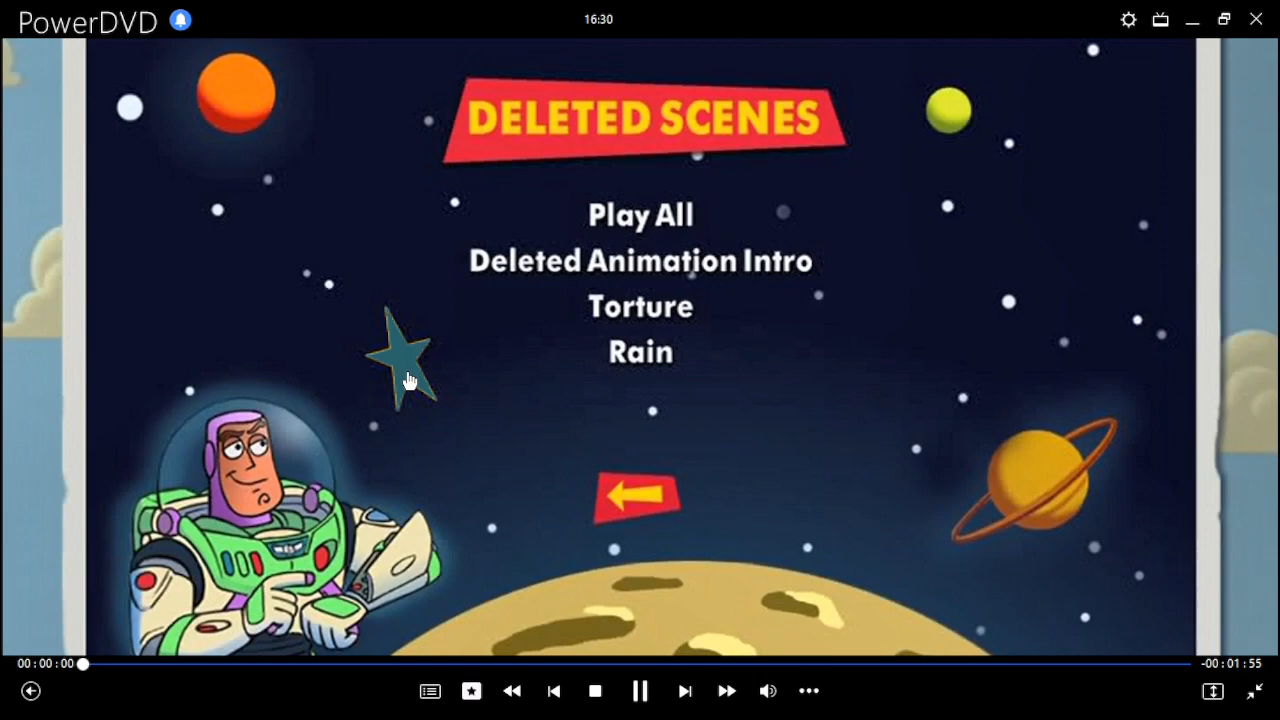 PowerDVD
16:30
DELETED SCENES
Play All
Deleted Animation Intro
Torture
Rain
00:00:00
-00:01:55